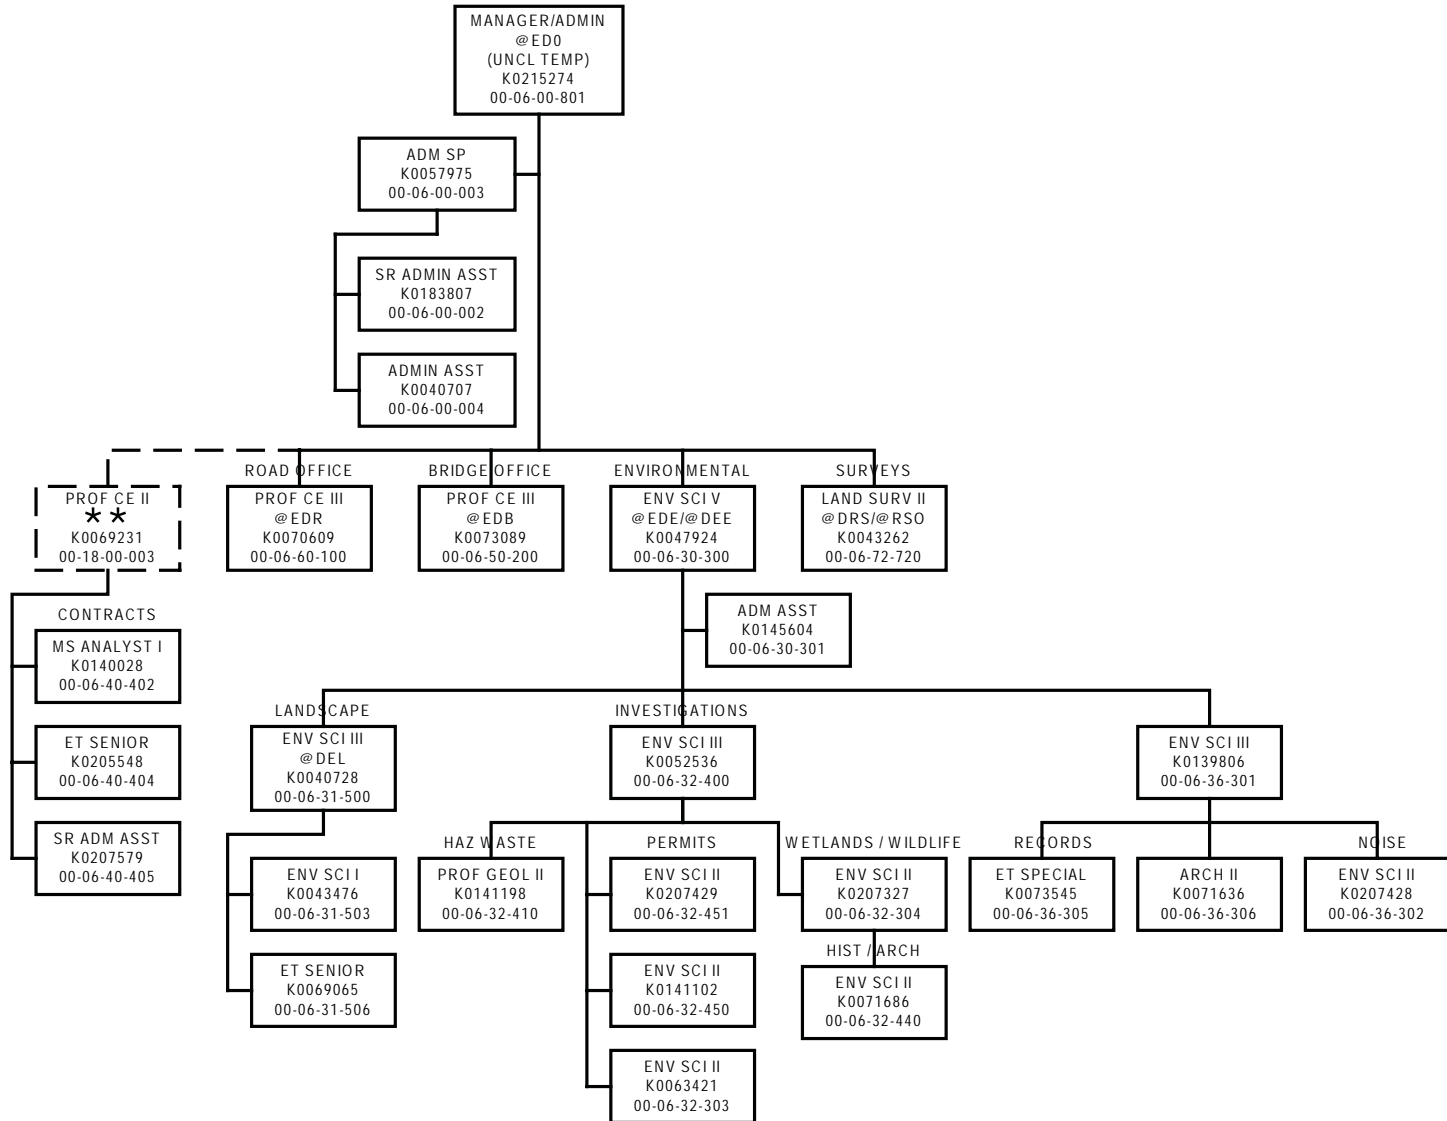 MANAGER/ADMIN
@ED0
(UNCL TEMP)
K0215274
00-06-00-801
ADM SP
K0057975
00-06-00-003
SR ADMIN ASST
K0183807
00-06-00-002
ADMIN ASST
K0040707
00-06-00-004
PROF CE II
**
K0069231
00-18-00-003
ROAD OFFICE
PROF CE III
@EDR
K0070609
00-06-60-100
BRIDGE OFFICE
PROF CE III
@EDB
K0073089
00-06-50-200
ENVIRONMENTAL
ENV SCI V
@EDE/@DEE
K0047924
00-06-30-300
SURVEYS
LAND SURV II
@DRS/@RSO
K0043262
00-06-72-720
CONTRACTS
MS ANALYST I
K0140028
00-06-40-402
ET SENIOR
K0205548
00-06-40-404
SR ADM ASST
K0207579
00-06-40-405
ADM ASST
K0145604
00-06-30-301
LANDSCAPE
ENV SCI III
@DEL
K0040728
00-06-31-500
ENV SCI I
K0043476
00-06-31-503
ET SENIOR
K0069065
00-06-31-506
INVESTIGATIONS
ENV SCI III
K0052536
00-06-32-400
HAZ WASTE
PROF GEOL II
K0141198
00-06-32-410
PERMITS
ENV SCI II
K0207429
00-06-32-451
ENV SCI II
K0141102
00-06-32-450
ENV SCI II
K0063421
00-06-32-303
WETLANDS / WILDLIFE
ENV SCI II
K0207327
00-06-32-304
HIST / ARCH
ENV SCI II
K0071686
00-06-32-440
ENV SCI III
K0139806
00-06-36-301
RECORDS
ET SPECIAL
K0073545
00-06-36-305
ARCH II
K0071636
00-06-36-306
NOISE
ENV SCI II
K0207428
00-06-36-302